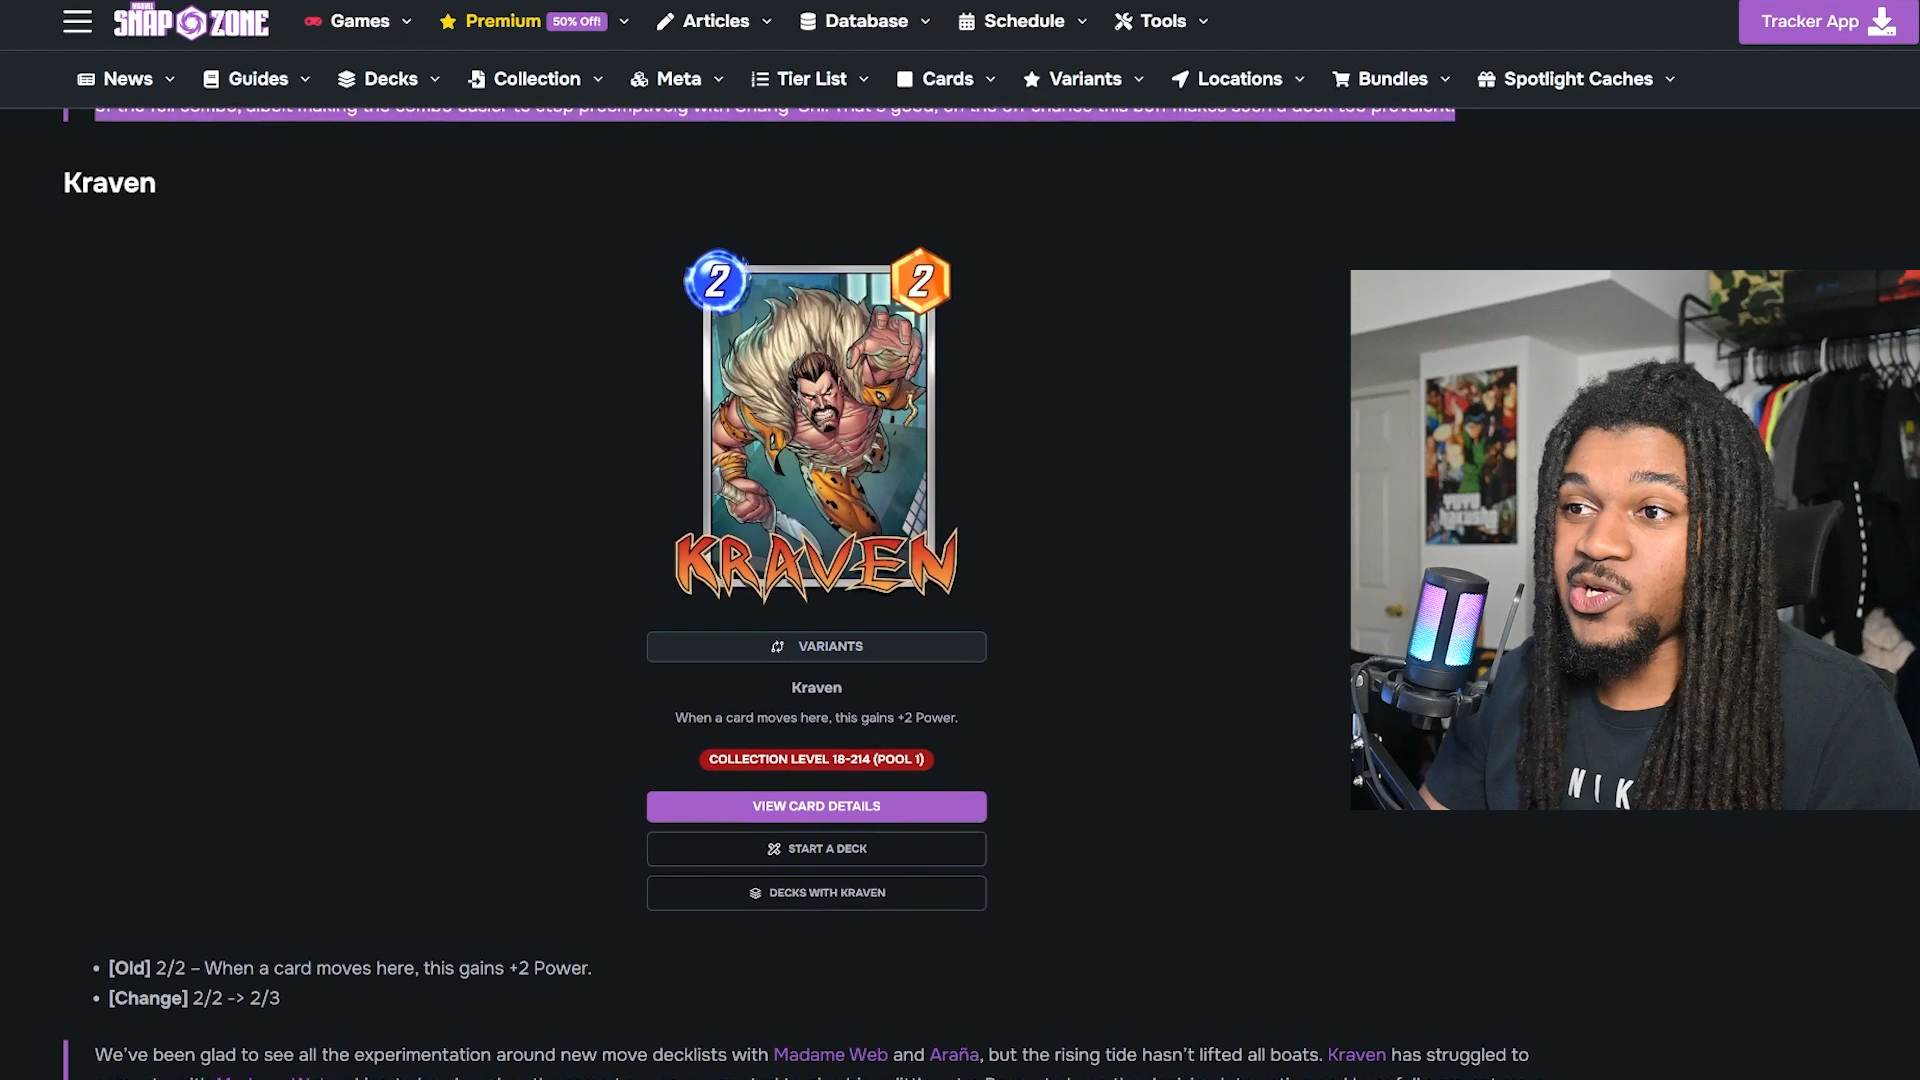 MARVEL
SNAP ZONE
Games
Premium
50% Off!
Articles
Database
Schedule
Tools
Tracker App
News
Guides
Decks
Collection
Meta
Tier List
Cards
Variants
Locations
Bundles
Spotlight Caches
Kraven
2
2
KRAVEN
VARIANTS
Kraven
When a card moves here, this gains +2 Power.
COLLECTION LEVEL 18-214 (POOL 1)
VIEW CARD DETAILS
START A DECK
DECKS WITH KRAVEN
NIK
• [Old] 2/2 – When a card moves here, this gains +2 Power.
• [Change] 2/2 -> 2/3
We've been glad to see all the experimentation around new move decklists with Madame Web and Araña, but the rising tide hasn't lifted all boats. Kraven has struggled to